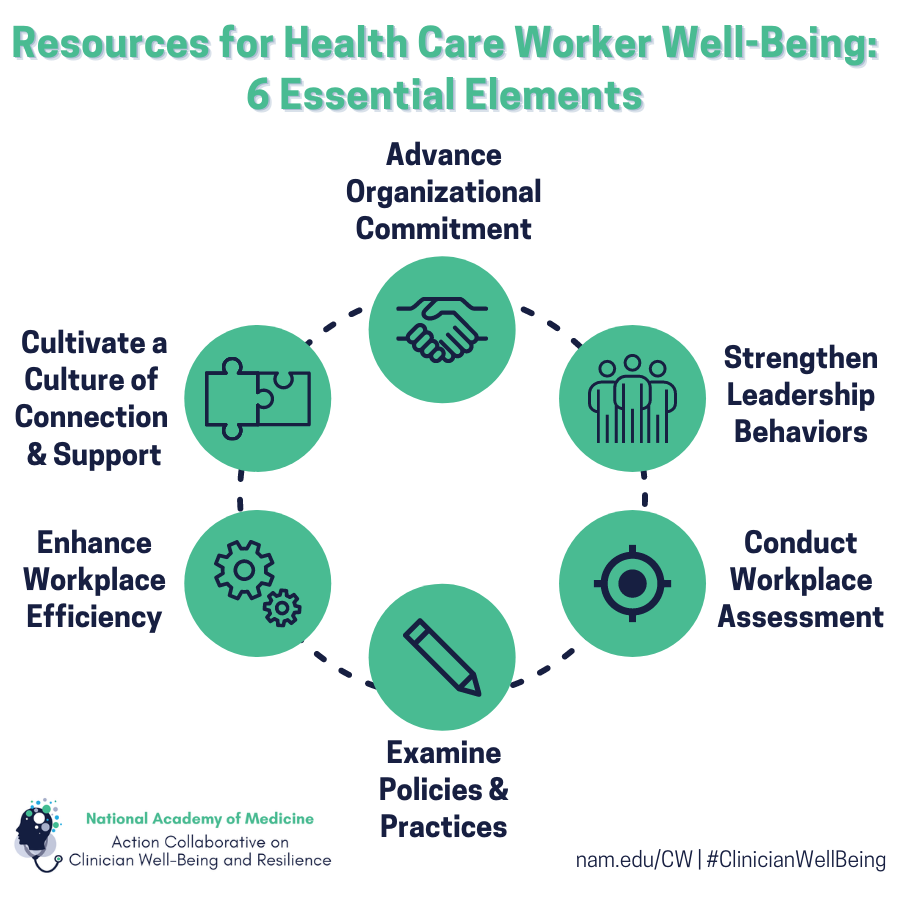 Resources for Health Care Worker Well-Being:
6 Essential Elements
Advance
Organizational
Commitment
Strengthen
Leadership
Behaviors
Conduct
Workplace
Assessment
Examine
Policies &
Practices
Enhance
Workplace
Efficiency
Cultivate a
Culture of
Connection
& Support
National Academy of Medicine
Action Collaborative on
Clinician Well-Being and Resilience
nam.edu/CW | #ClinicianWellBeing